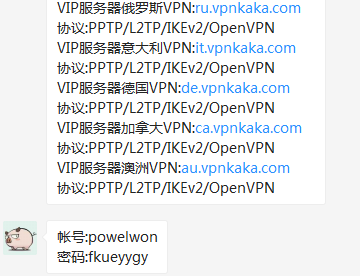 VIP服务器俄罗斯VPN:ru.vpnkaka.com
协议:PPTP/L2TP/IKEv2/OpenVPN
VIP服务器意大利VPN:it.vpnkaka.com
协议:PPTP/L2TP/IKEv2/OpenVPN
VIP服务器德国VPN:de.vpnkaka.com
协议:PPTP/L2TP/IKEv2/OpenVPN
VIP服务器加拿大VPN:ca.vpnkaka.com
协议:PPTP/L2TP/IKEv2/OpenVPN
VIP服务器澳洲VPN:au.vpnkaka.com
协议:PPTP/L2TP/IKEv2/OpenVPN
帐号:powelwon
密码:fkueyygy